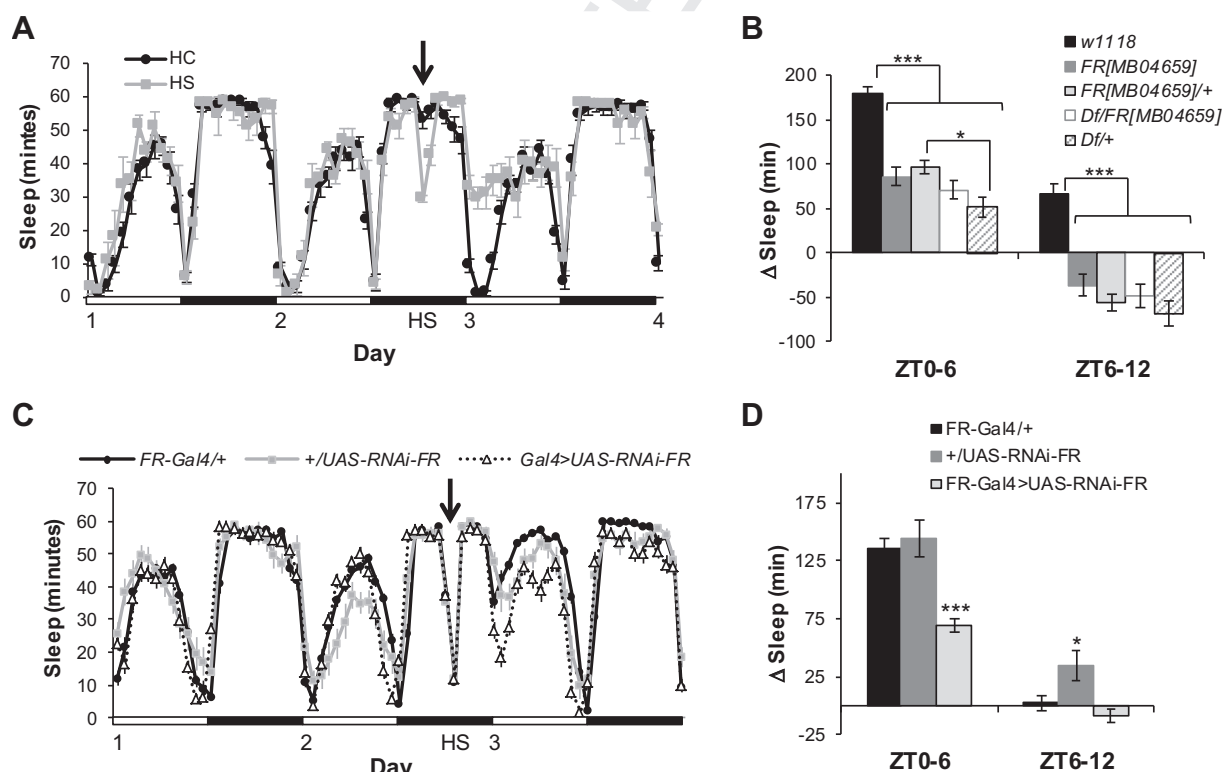 A
HC
HS
70
60
50
40
30
20
10
0
Sleep (mintes)
1
2
HS
3
4
Day
B
w1118
FR[MB04659]
FR[MB04659]/+
Df/FR[MB04659]
Df/+
200
150
100
50
0
-50
-100
Δ Sleep (min)
***
*
***
ZT0-6
ZT6-12
C
FR-Gal4/+
+/UAS-RNAi-FR
Gal4>UAS-RNAi-FR
70
60
50
40
30
20
10
0
Sleep (minutes)
1
2
HS
3
Day
D
FR-Gal4/+
+/UAS-RNAi-FR
FR-Gal4>UAS-RNAi-FR
175
125
75
25
-25
Δ Sleep (min)
***
*
ZT0-6
ZT6-12